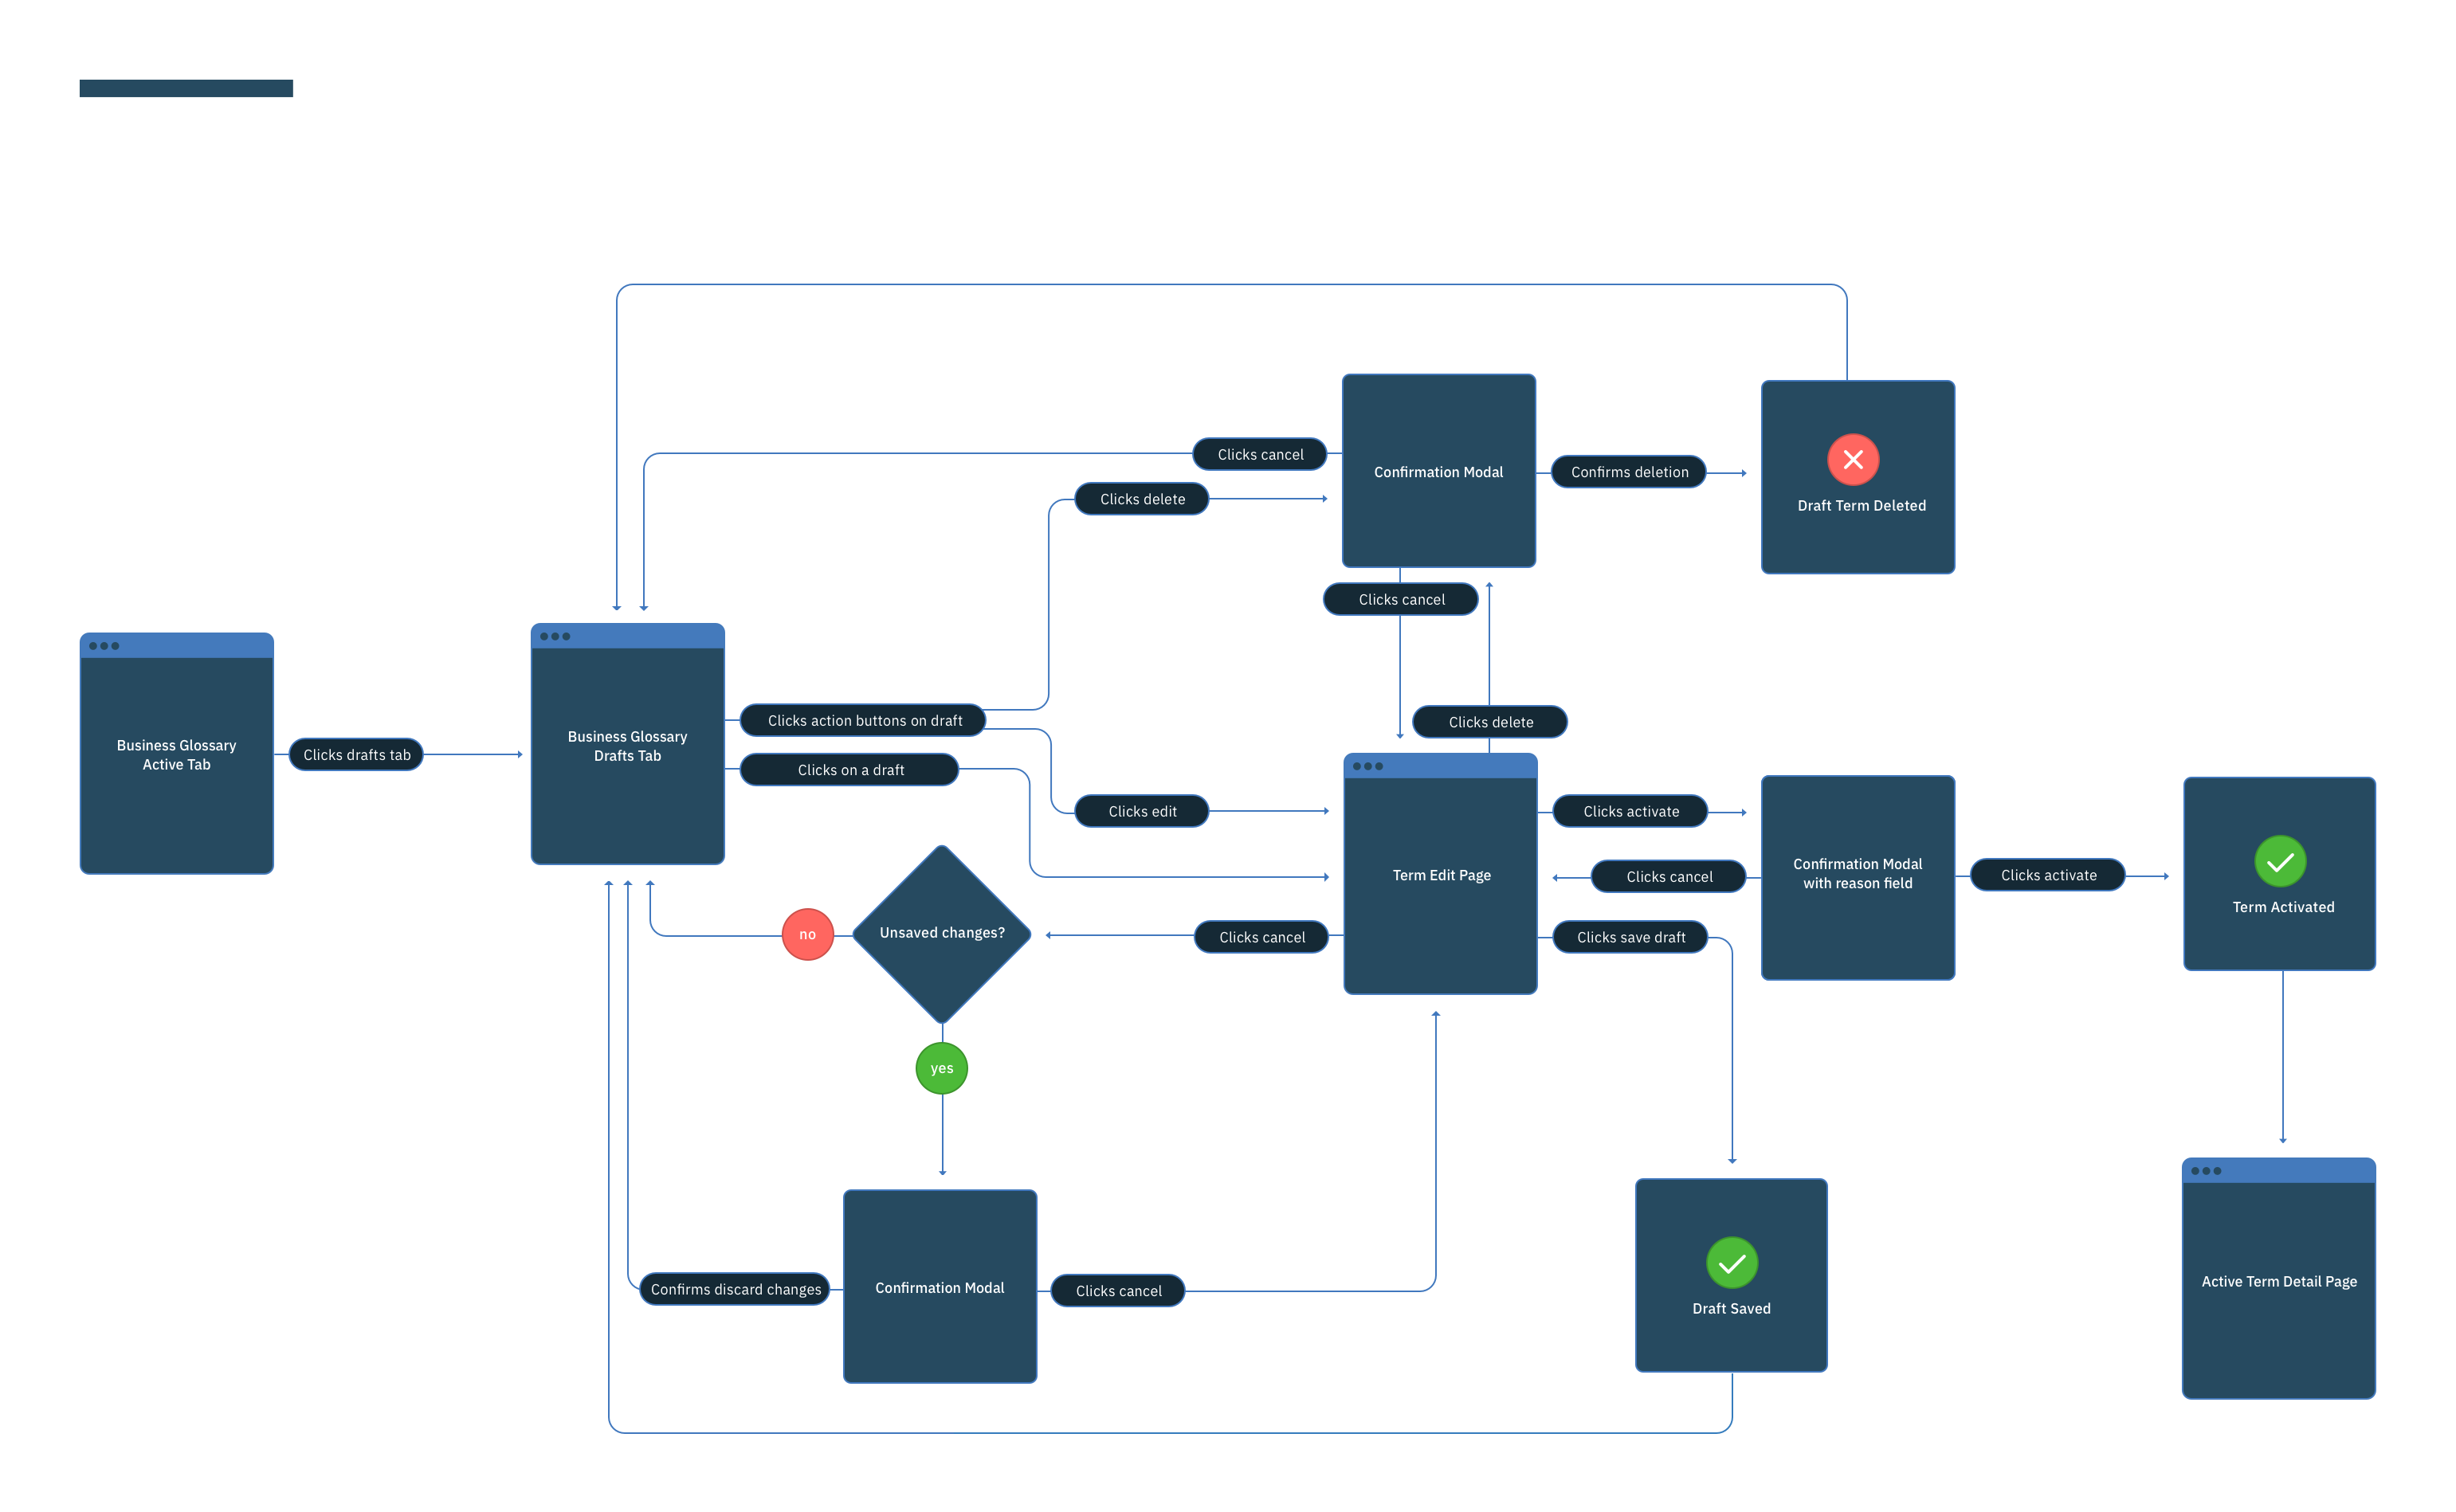 Clicks cancel
Confirmation Modal
Confirms deletion
Clicks delete
Draft Term Deleted
Clicks cancel
Clicks action buttons on draft
Clicks delete
Business Glossary
Active Tab
Clicks drafts tab
Business Glossary
Drafts Tab
Clicks on a draft
Clicks edit
Clicks activate
Term Edit Page
Clicks cancel
Confirmation Modal
with reason field
Clicks activate
Term Activated
no
Unsaved changes?
Clicks cancel
Clicks save draft
yes
Confirms discard changes
Confirmation Modal
Clicks cancel
Draft Saved
Active Term Detail Page